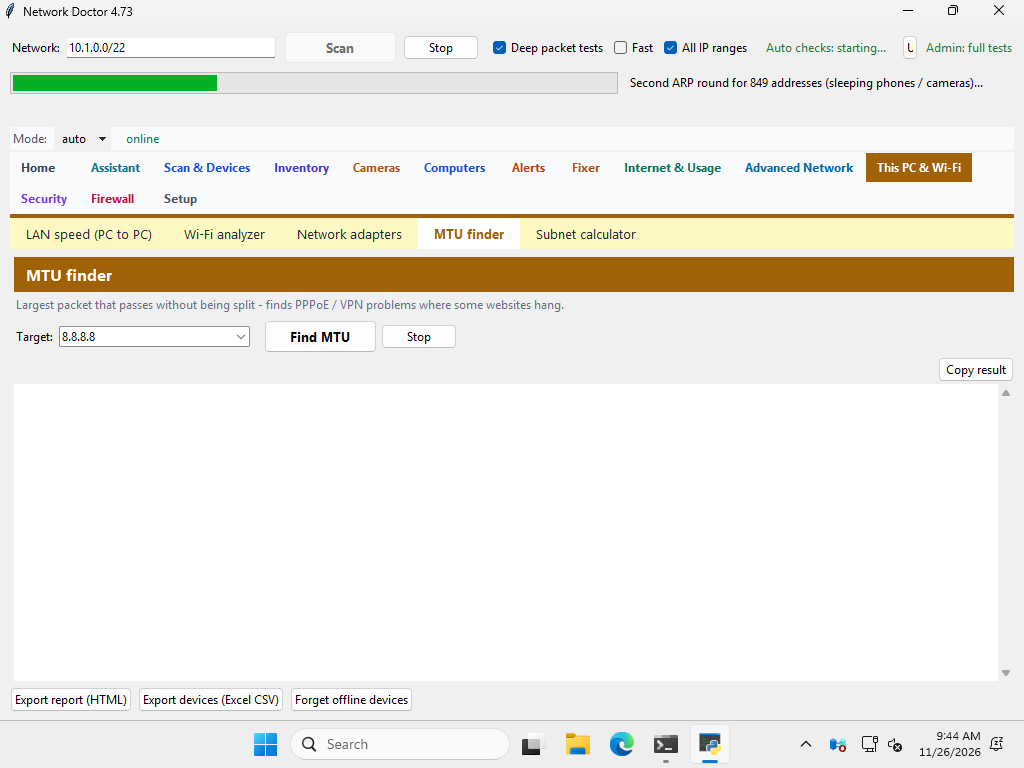 Network Doctor 4.73
Network: 10.1.0.0/22 Scan Stop Deep packet tests Fast All IP ranges Auto checks: starting... U Admin: full tests
Second ARP round for 849 addresses (sleeping phones / cameras)...
Mode: auto online
Home Assistant Scan & Devices Inventory Cameras Computers Alerts Fixer Internet & Usage Advanced Network This PC & Wi-Fi
Security Firewall Setup
LAN speed (PC to PC) Wi-Fi analyzer Network adapters MTU finder Subnet calculator
MTU finder
Largest packet that passes without being split - finds PPPoE / VPN problems where some websites hang.
Target: 8.8.8.8 Find MTU Stop
Copy result
Export report (HTML) Export devices (Excel CSV) Forget offline devices
Search
9:44 AM
11/26/2026